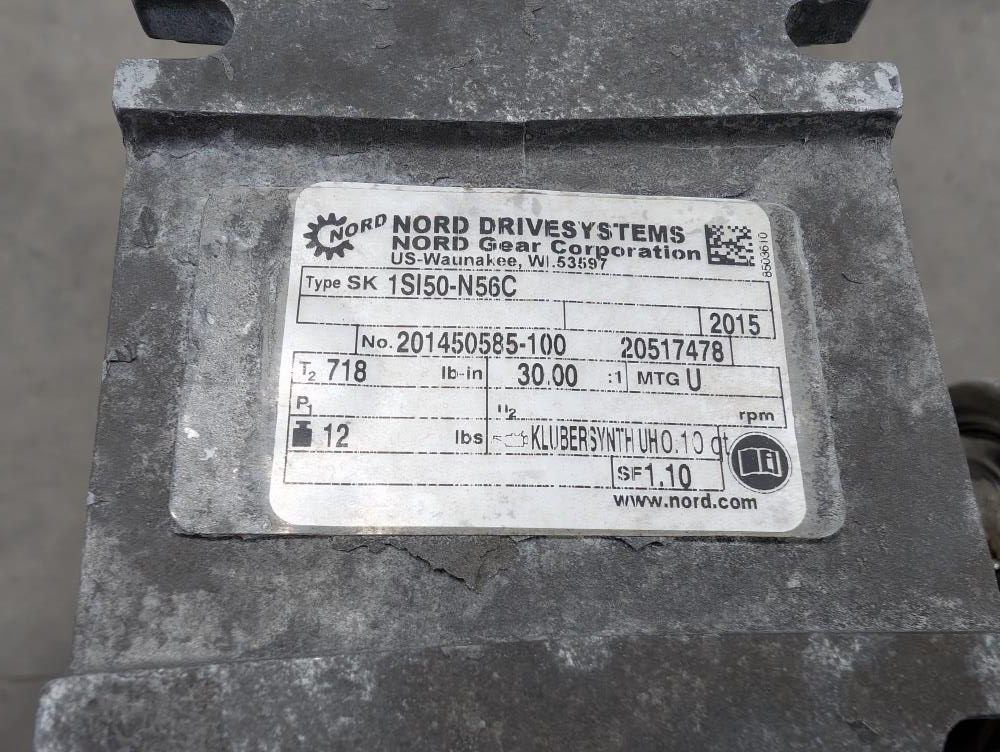 NORD NORD DRIVESYSTEMS
NORD Gear Corporation
US-Waunakee, WI 53597
8503610
Type SK 1SI50-N56C
2015
No. 201450585-100 20517478
T2 718 lb-in 30.00 :1 MTG U
P1 n2 rpm
12 lbs KLUBERSYNTH UH 0.10 qt
SF 1.10
www.nord.com